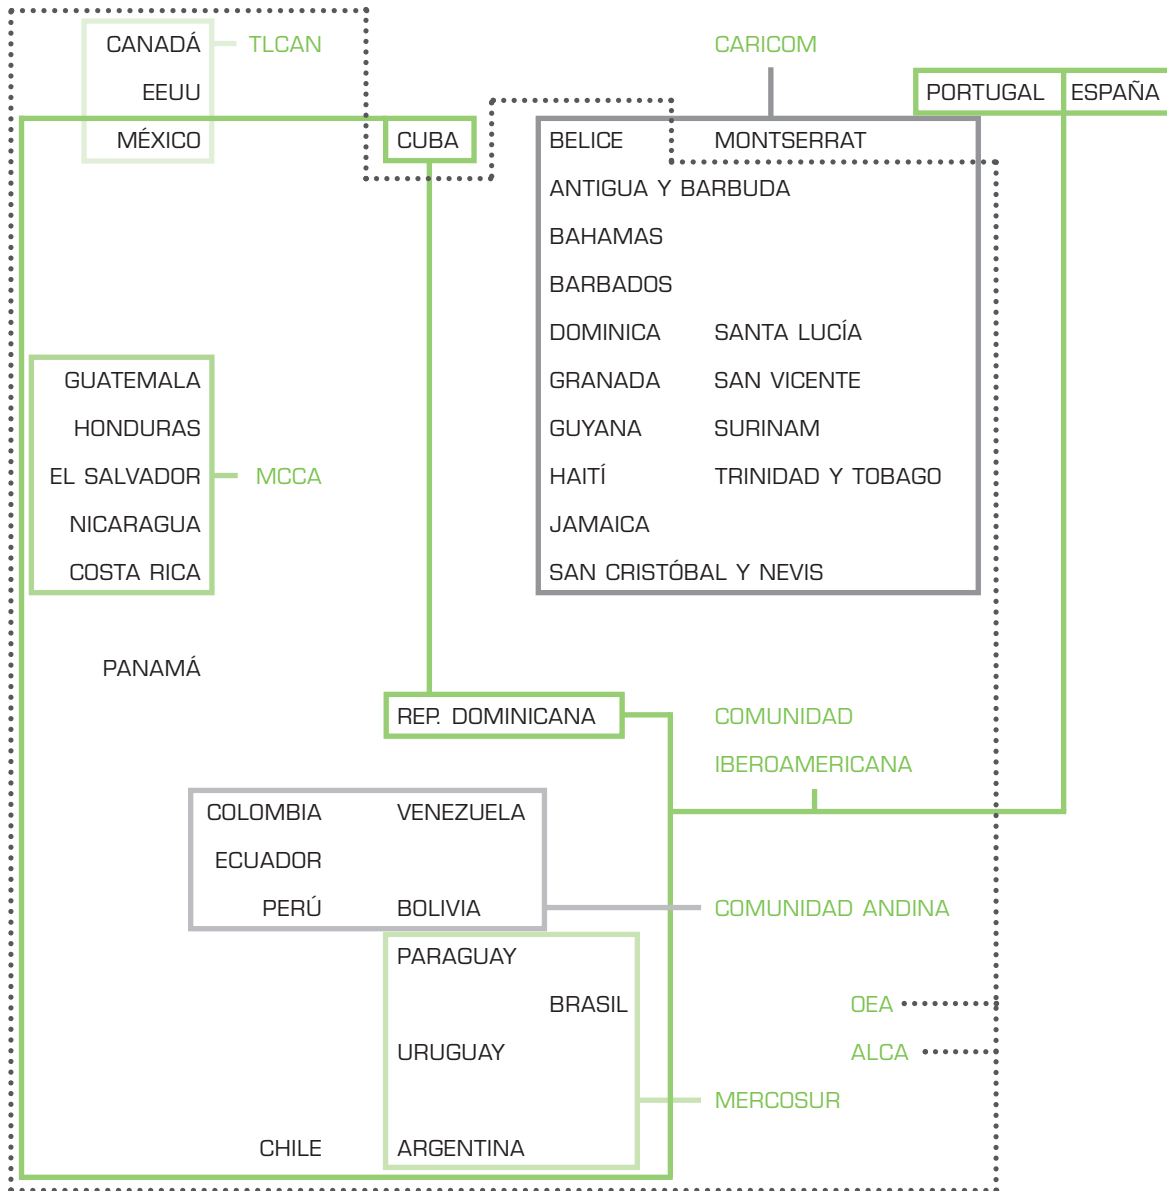 CANADÁ TLCAN CARICOM
EEUU PORTUGAL ESPAÑA
MÉXICO CUBA BELICE MONTSERRAT
ANTIGUA Y BARBUDA
BAHAMAS
BARBADOS
DOMINICA SANTA LUCÍA
GUATEMALA GRANADA SAN VICENTE
HONDURAS GUYANA SURINAM
EL SALVADOR MCCA HAITÍ TRINIDAD Y TOBAGO
NICARAGUA JAMAICA
COSTA RICA SAN CRISTÓBAL Y NEVIS
PANAMÁ
REP. DOMINICANA COMUNIDAD
IBEROAMERICANA
COLOMBIA VENEZUELA
ECUADOR
PERÚ BOLIVIA COMUNIDAD ANDINA
PARAGUAY
BRASIL OEA
URUGUAY ALCA
MERCOSUR
CHILE ARGENTINA